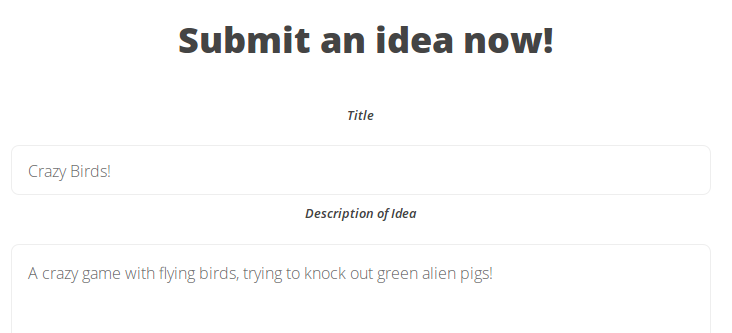 Submit an idea now!
Title
Crazy Birds!
Description of Idea
A crazy game with flying birds, trying to knock out green alien pigs!